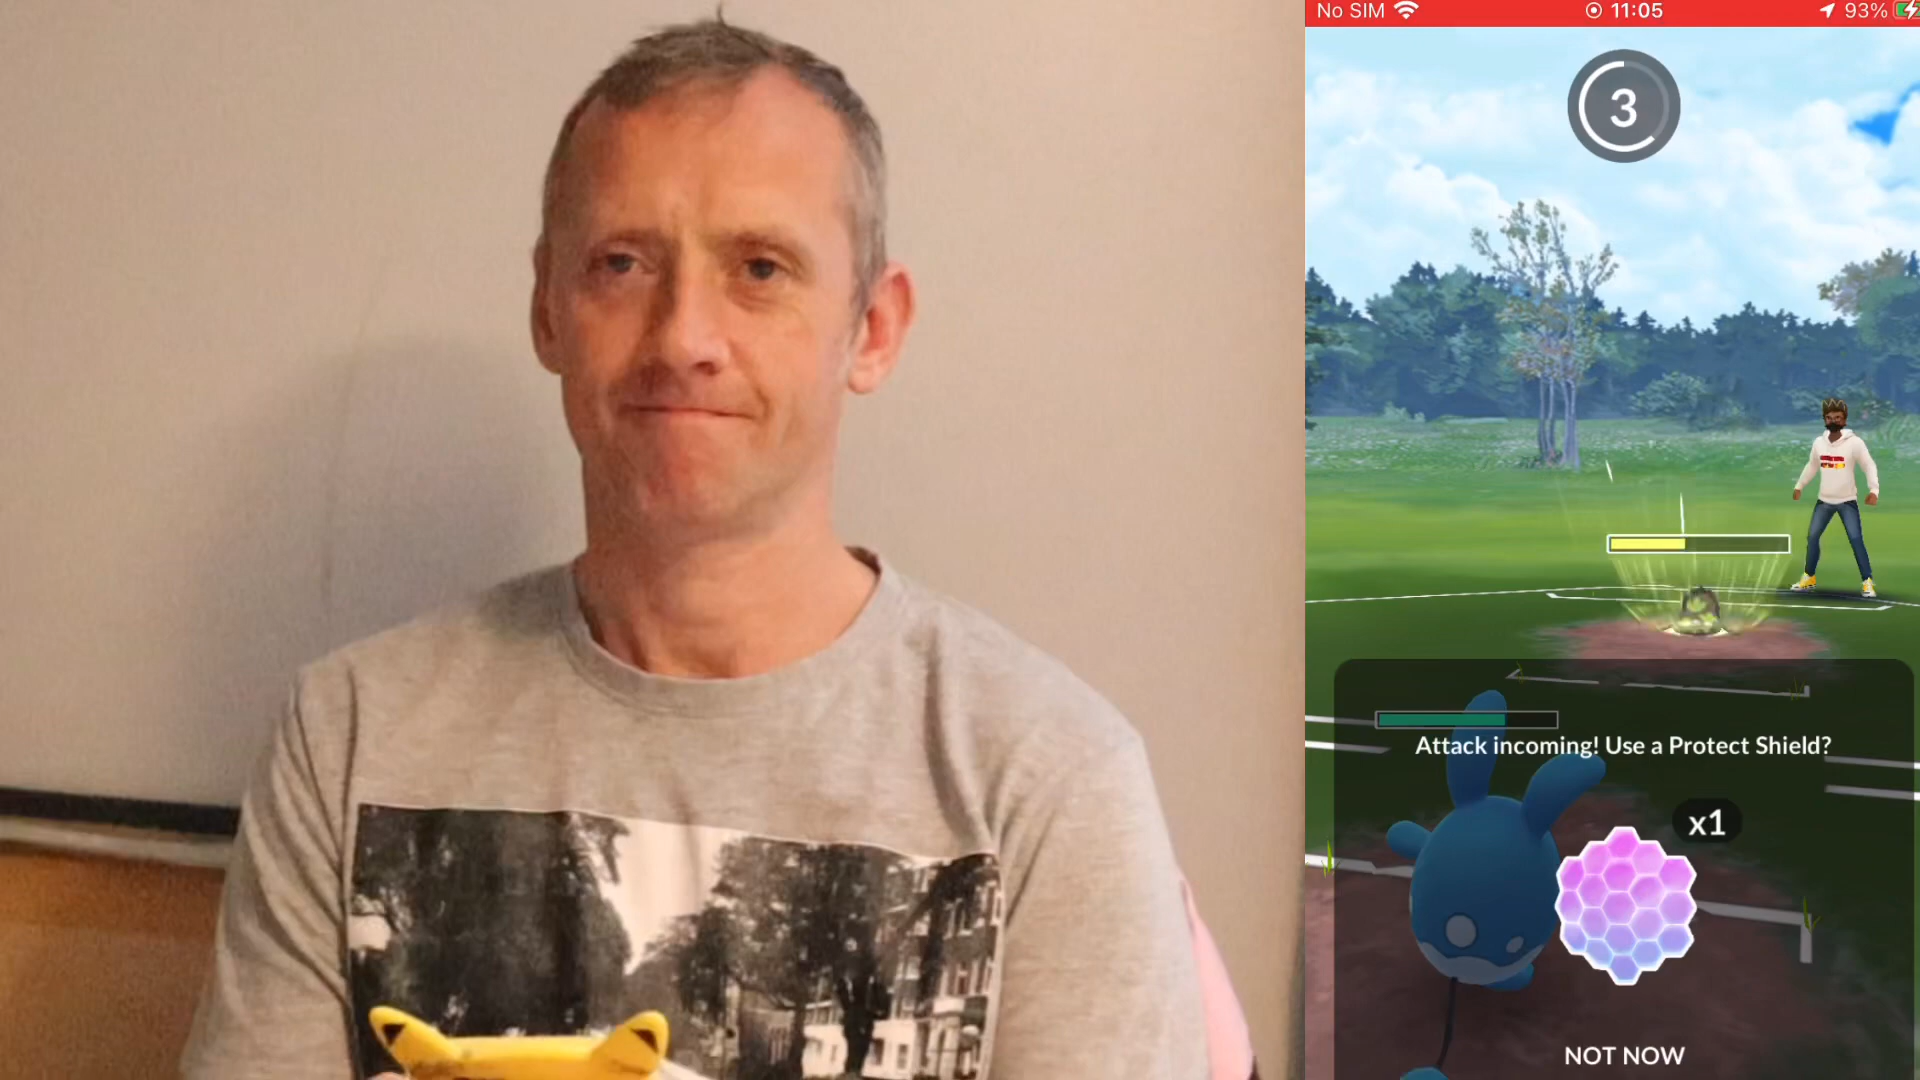 No SIM 11:05 93%
3
Attack incoming! Use a Protect Shield?
x1
NOT NOW